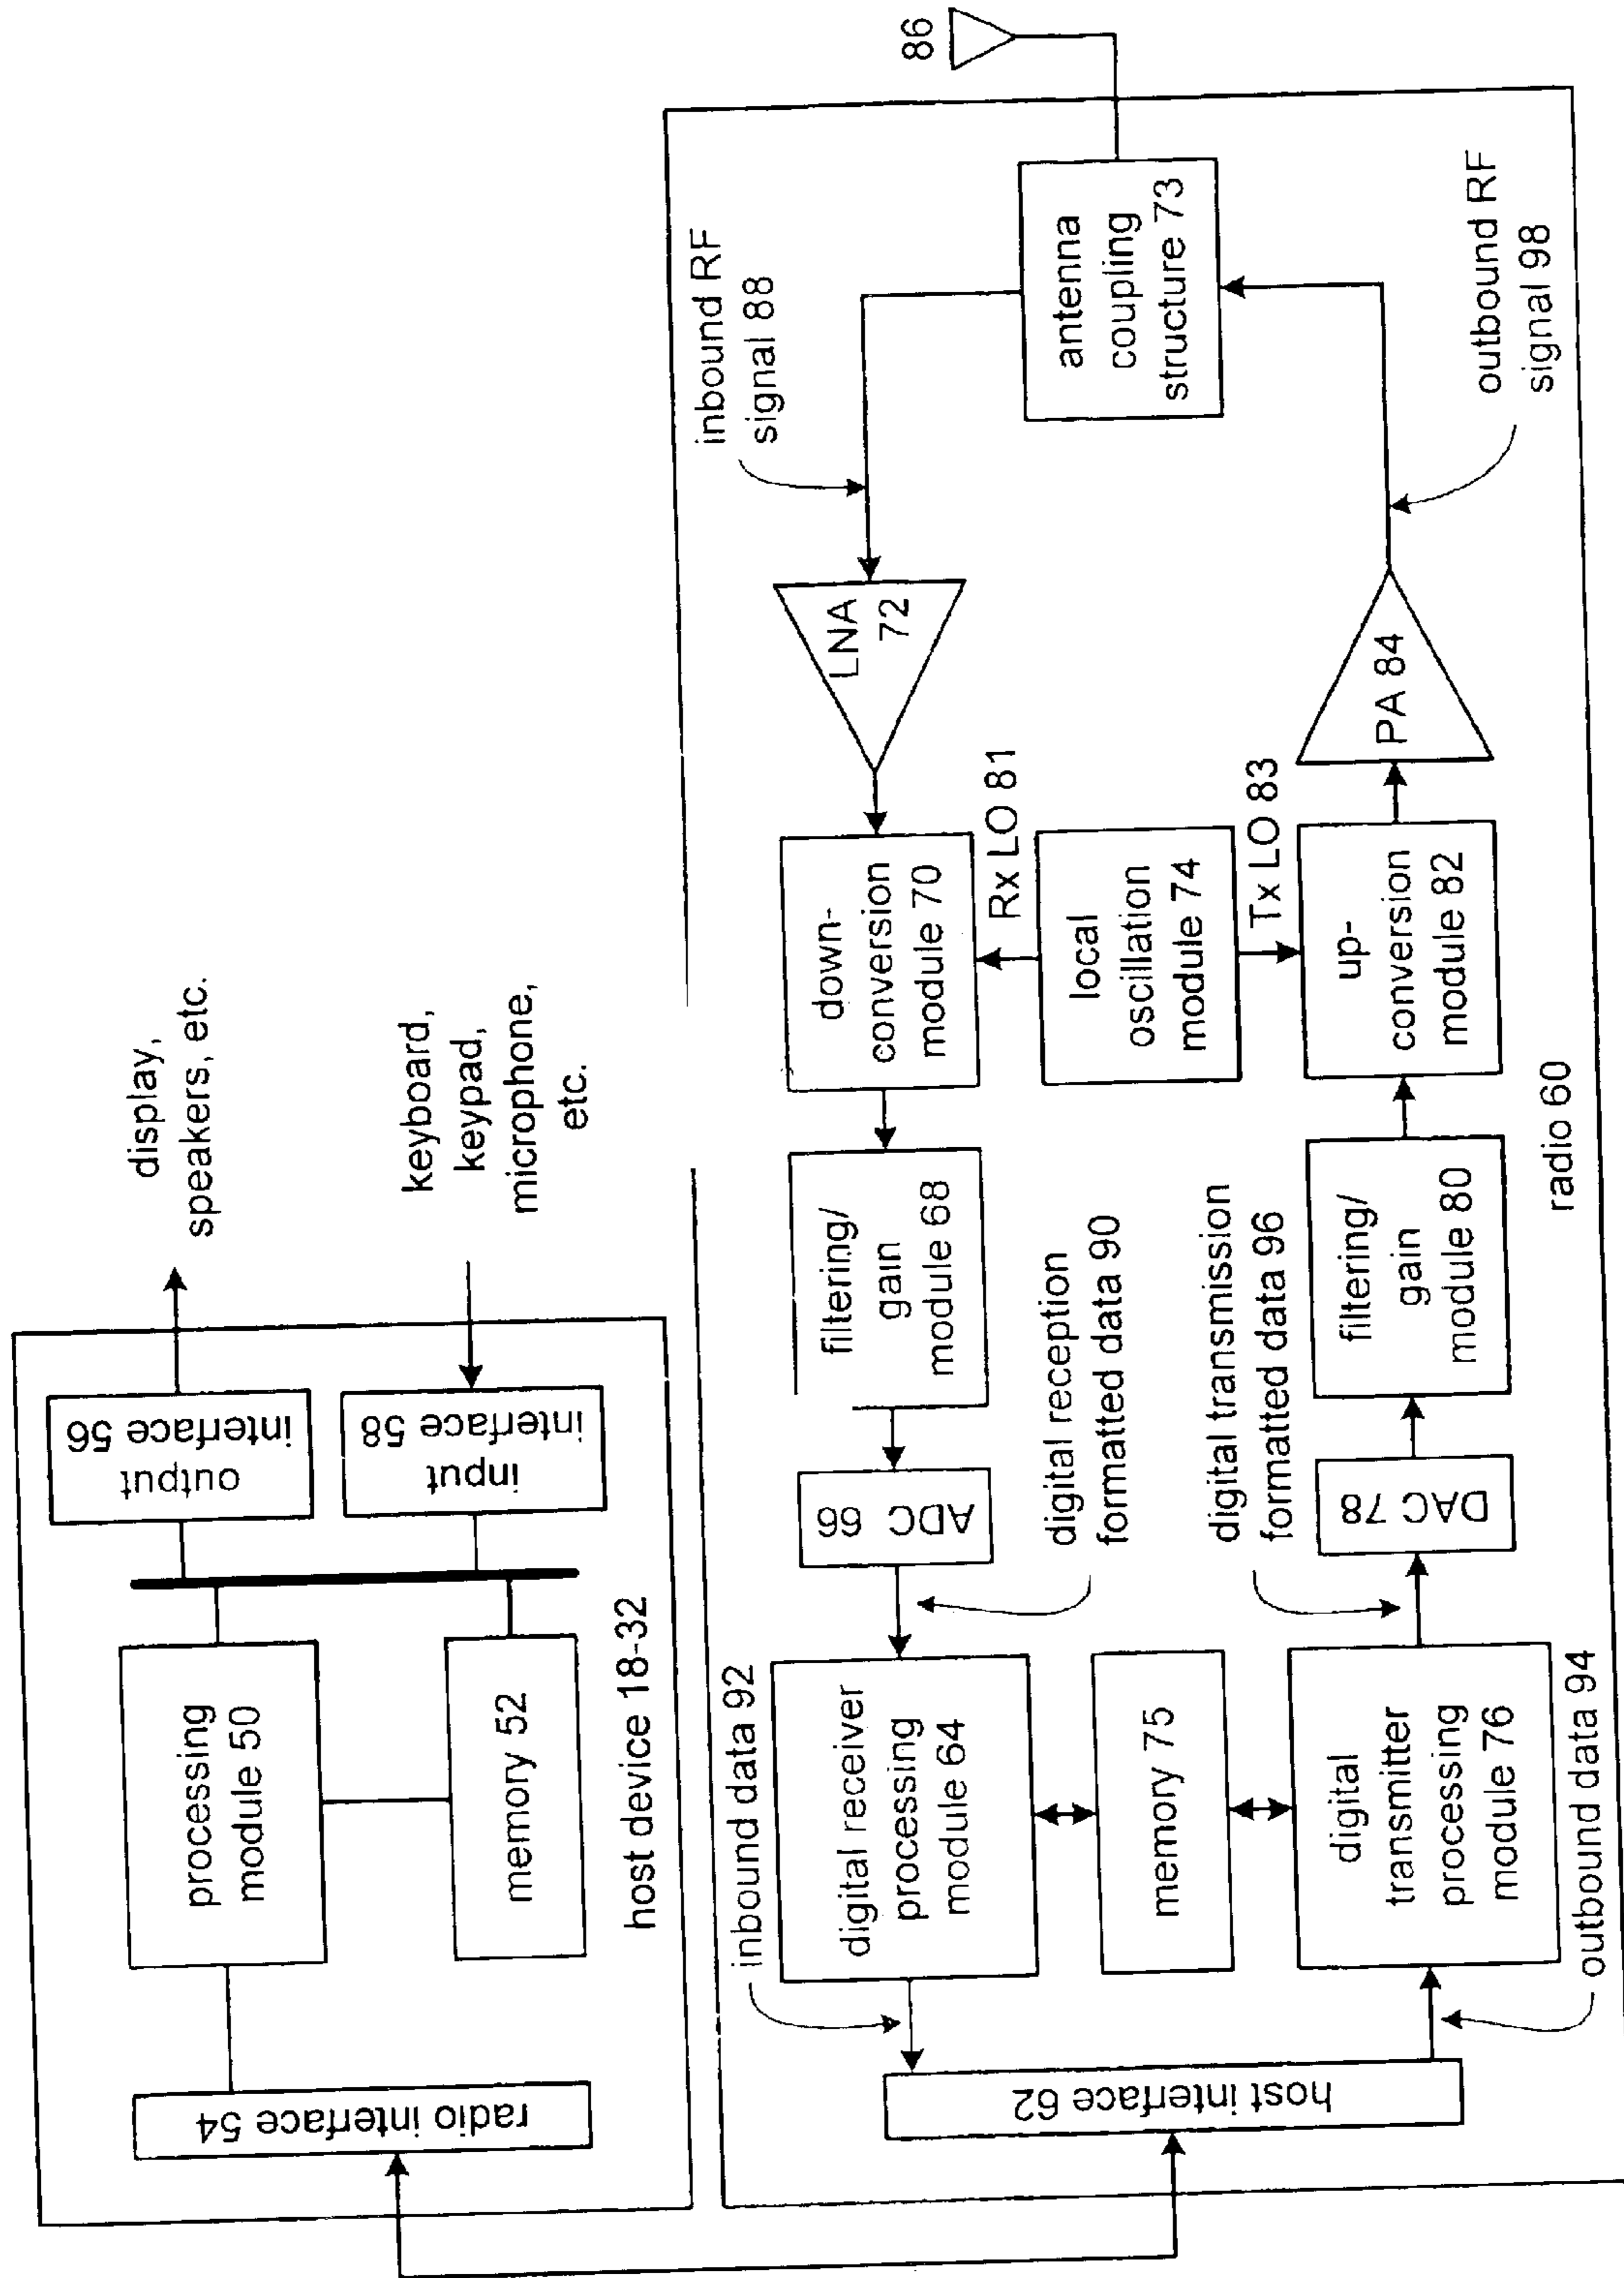 display,
speakers, etc.
keyboard,
keypad,
microphone,
etc.
output
interface 56
input
interface 58
processing
module 50
memory 52
radio interface 54
host device 18-32
86
inbound RF
signal 88
antenna
coupling
structure 73
outbound RF
signal 98
LNA
72
PA 84
down-
conversion
module 70
Rx LO 81
local
oscillation
module 74
Tx LO 83
up-
conversion
module 82
filtering/
gain
module 68
filtering/
gain
module 80
radio 60
ADC 66
digital reception
formatted data 90
digital transmission
formatted data 96
DAC 78
inbound data 92
digital receiver
processing
module 64
memory 75
digital
transmitter
processing
module 76
outbound data 94
host interface 62